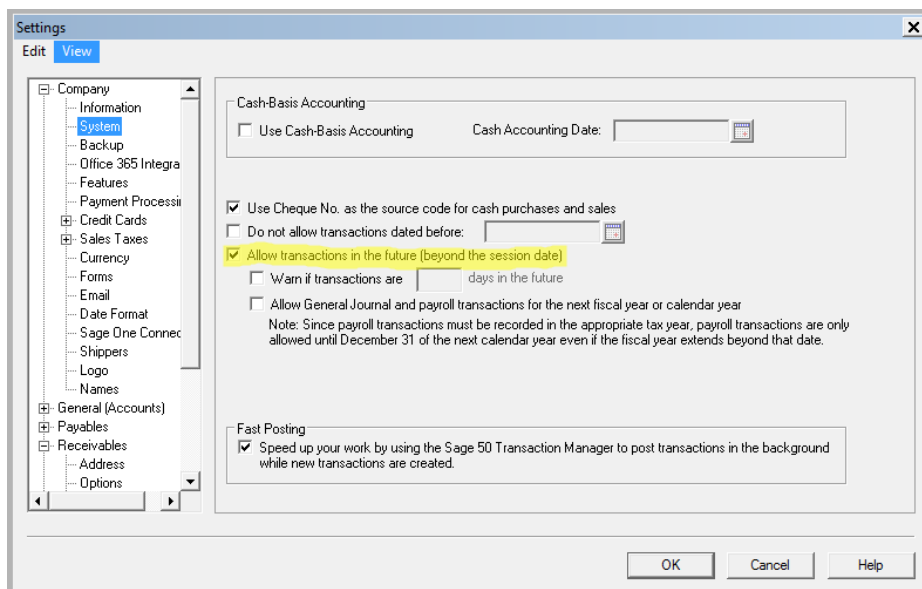 Settings
Edit View
Company
Information
System
Backup
Office 365 Integra
Features
Payment Processi
Credit Cards
Sales Taxes
Currency
Forms
Email
Date Format
Sage One Connec
Shippers
Logo
Names
General (Accounts)
Payables
Receivables
Address
Options
Cash-Basis Accounting
Use Cash-Basis Accounting Cash Accounting Date:
Use Cheque No. as the source code for cash purchases and sales
Do not allow transactions dated before:
Allow transactions in the future (beyond the session date)
Warn if transactions are days in the future
Allow General Journal and payroll transactions for the next fiscal year or calendar year
Note: Since payroll transactions must be recorded in the appropriate tax year, payroll transactions are only
allowed until December 31 of the next calendar year even if the fiscal year extends beyond that date.
Fast Posting
Speed up your work by using the Sage 50 Transaction Manager to post transactions in the background
while new transactions are created.
OK Cancel Help